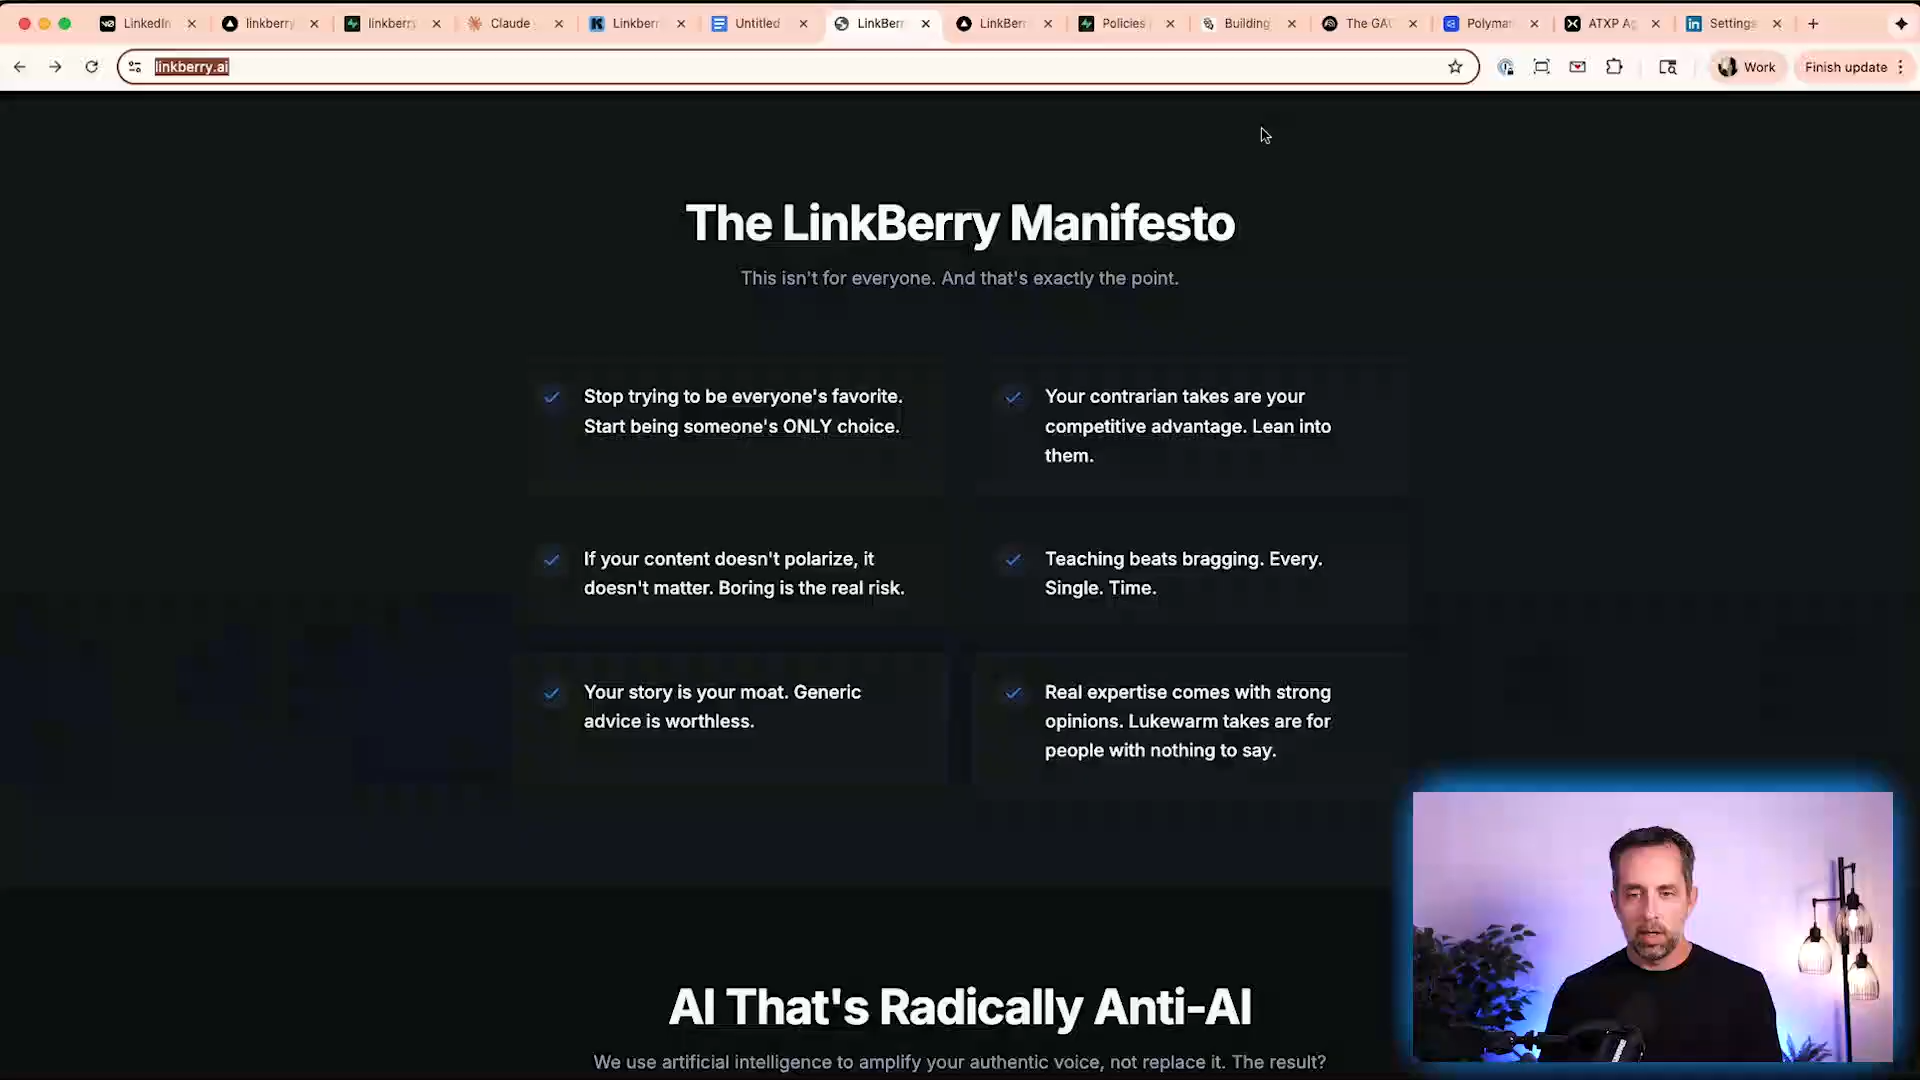 LinkedIn
linkberry
linkberry
Claude
Linkberr
Untitled
LinkBerr
LinkBer
Policies
Building
The GA
Polymar
ATXP Ag
Settings
linkberry.ai
Work
Finish update
The LinkBerry Manifesto
This isn't for everyone. And that's exactly the point.
Stop trying to be everyone's favorite.
Start being someone's ONLY choice.
Your contrarian takes are your
competitive advantage. Lean into
them.
If your content doesn't polarize, it
doesn't matter. Boring is the real risk.
Teaching beats bragging. Every.
Single. Time.
Your story is your moat. Generic
advice is worthless.
Real expertise comes with strong
opinions. Lukewarm takes are for
people with nothing to say.
AI That's Radically Anti-AI
We use artificial intelligence to amplify your authentic voice, not replace it. The result?